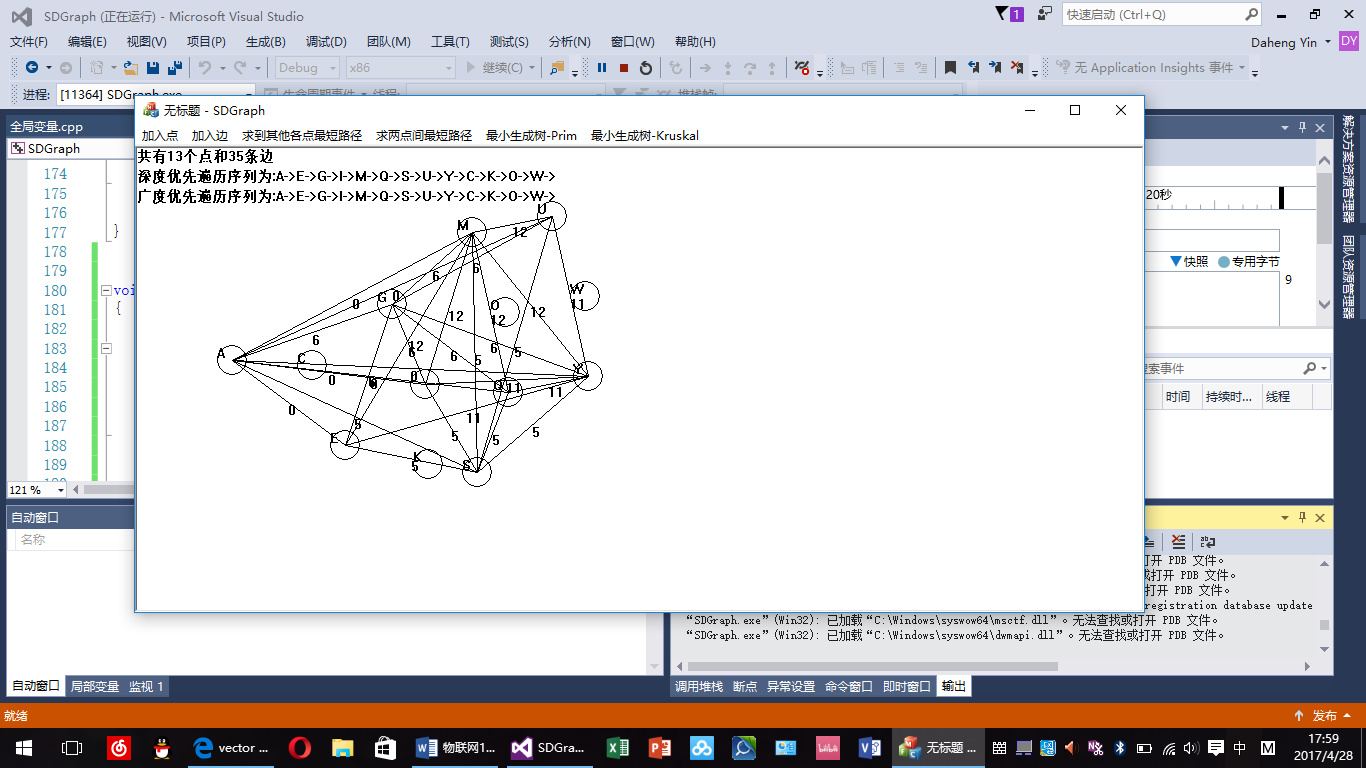 SDGraph (正在运行) - Microsoft Visual Studio
1
快速启动 (Ctrl+Q)
文件(F) 编辑(E) 视图(V) 项目(P) 生成(B) 调试(D) 团队(M) 工具(T) 测试(S) 分析(N) 窗口(W) 帮助(H)
Daheng Yin
DY
Debug x86 继续(C) 无 Application Insights 事件
进程: [11364] SDGraph.exe
全局变量.cpp
SDGraph
174
175
176
177 }
178
179
180 voi
181 {
182
183
184
185
186
187
188
189
121 %
无标题 - SDGraph
加入点 加入边 求到其他各点最短路径 求两点间最短路径 最小生成树-Prim 最小生成树-Kruskal
共有13个点和35条边
深度优先遍历序列为:A->E->G->I->M->Q->S->U->Y->C->K->O->W->
广度优先遍历序列为:A->E->G->I->M->Q->S->U->Y->C->K->O->W->
U
M
12
6
6
W
G
0
0
O
11
12
12
12
6
12
6
5
6
5
A
C
Y
0
0
11
11
0
5
11
E
5
5
5
K
5
S
20秒
快照 专用字节
9
搜索事件
时间 持续时... 线程
解决方案资源管理器
团队资源管理器
自动窗口
名称
打开 PDB 文件。
或打开 PDB 文件。
打开 PDB 文件。
registration database update
“SDGraph.exe”(Win32): 已加载“C:\Windows\syswow64\msctf.dll”。无法查找或打开 PDB 文件。
“SDGraph.exe”(Win32): 已加载“C:\Windows\syswow64\dwmapi.dll”。无法查找或打开 PDB 文件。
自动窗口 局部变量 监视 1
调用堆栈 断点 异常设置 命令窗口 即时窗口 输出
就绪
发布
vector ...
物联网1...
SDGra...
无标题 ...
中
M
17:59
2017/4/28